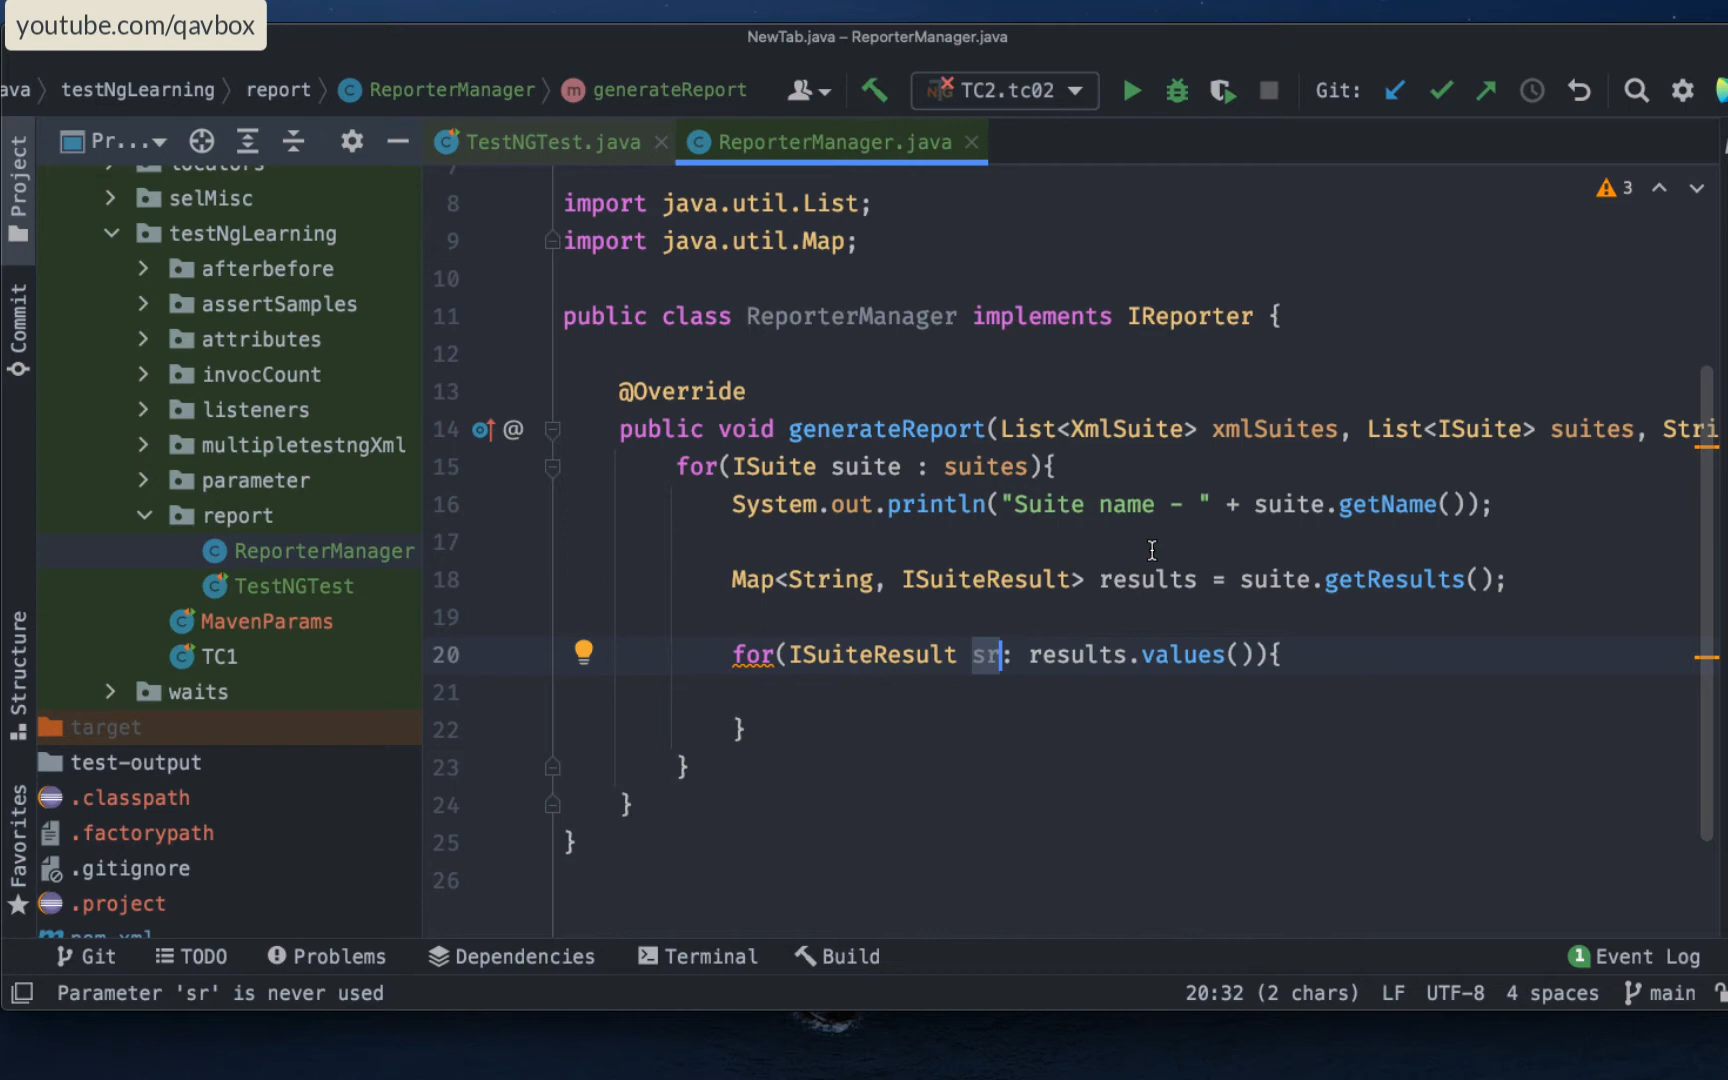 youtube.com/qavbox
NewTab.java – ReporterManager.java
ava testNgLearning report ReporterManager generateReport TC2.tc02 Git:
Project
Commit
Structure
Favorites
Pr...
locators
selMisc
testNgLearning
afterbefore
assertSamples
attributes
invocCount
listeners
multipletestngXml
parameter
report
ReporterManager
TestNGTest
MavenParams
TC1
waits
target
test-output
.classpath
.factorypath
.gitignore
.project
pom.xml
TestNGTest.java ReporterManager.java
3
7
8 import java.util.List;
9 import java.util.Map;
10
11 public class ReporterManager implements IReporter {
12
13 @Override
14 @ public void generateReport(List<XmlSuite> xmlSuites, List<ISuite> suites, Stri
15 for(ISuite suite : suites){
16 System.out.println("Suite name - " + suite.getName());
17
18 Map<String, ISuiteResult> results = suite.getResults();
19
20 for(ISuiteResult sr: results.values()){
21
22 }
23 }
24 }
25 }
26
Git TODO Problems Dependencies Terminal Build 1 Event Log
Parameter 'sr' is never used 20:32 (2 chars) LF UTF-8 4 spaces main